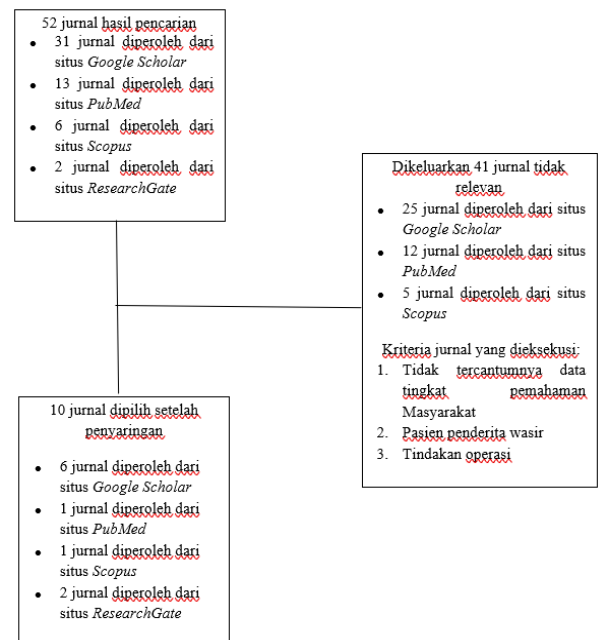 52 jurnal hasil pencarian
• 31 jurnal diperoleh dari
situs Google Scholar
• 13 jurnal diperoleh dari
situs PubMed
• 6 jurnal diperoleh dari
situs Scopus
• 2 jurnal diperoleh dari
situs ResearchGate
Dikeluarkan 41 jurnal tidak
relevan
• 25 jurnal diperoleh dari situs
Google Scholar
• 12 jurnal diperoleh dari situs
PubMed
• 5 jurnal diperoleh dari situs
Scopus
Kriteria jurnal yang dieksekusi:
1. Tidak tercantumnya data
tingkat pemahaman
Masyarakat
2. Pasien penderita wasir
3. Tindakan operasi
10 jurnal dipilih setelah
penyaringan
• 6 jurnal diperoleh dari
situs Google Scholar
• 1 jurnal diperoleh dari
situs PubMed
• 1 jurnal diperoleh dari
situs Scopus
• 2 jurnal diperoleh dari
situs ResearchGate